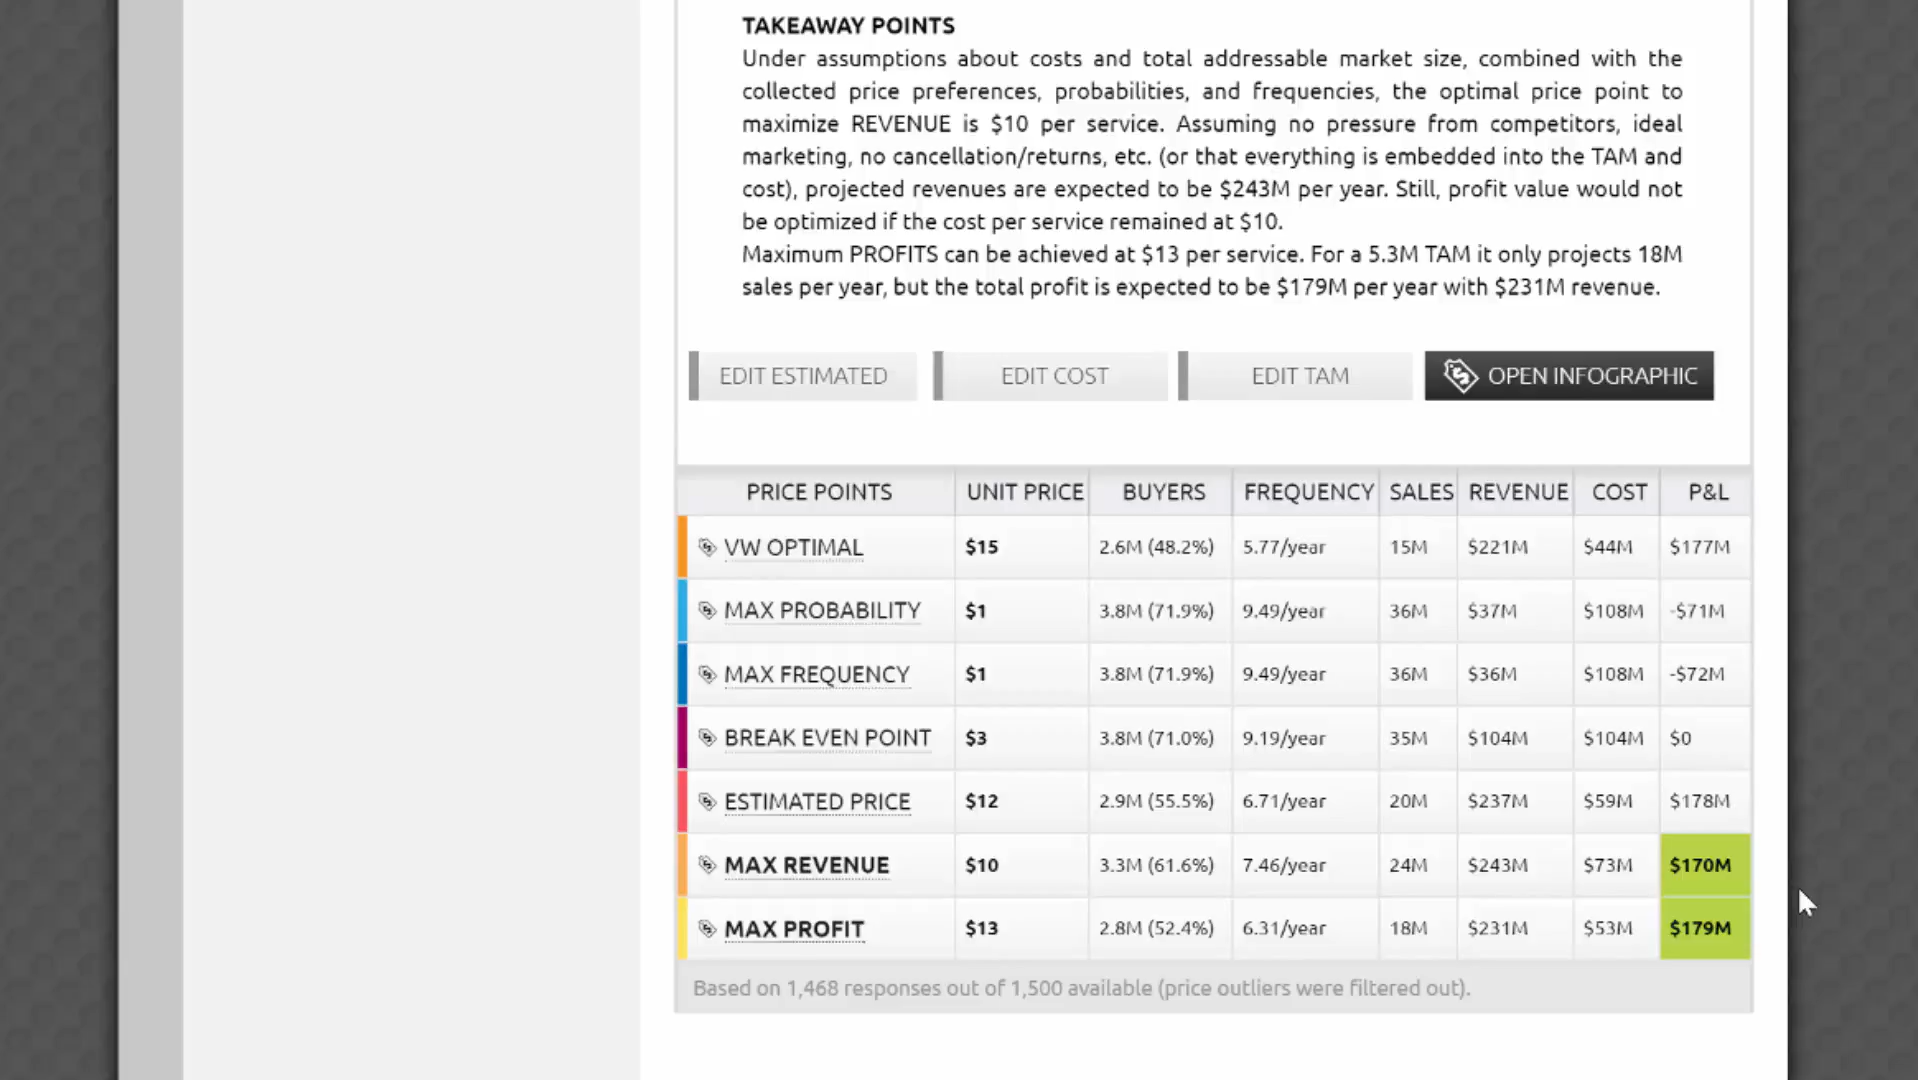 TAKEAWAY POINTS
Under assumptions about costs and total addressable market size, combined with the
collected price preferences, probabilities, and frequencies, the optimal price point to
maximize REVENUE is $10 per service. Assuming no pressure from competitors, ideal
marketing, no cancellation/returns, etc. (or that everything is embedded into the TAM and
cost), projected revenues are expected to be $243M per year. Still, profit value would not
be optimized if the cost per service remained at $10.
Maximum PROFITS can be achieved at $13 per service. For a 5.3M TAM it only projects 18M
sales per year, but the total profit is expected to be $179M per year with $231M revenue.
EDIT ESTIMATED EDIT COST EDIT TAM OPEN INFOGRAPHIC
PRICE POINTS UNIT PRICE BUYERS FREQUENCY SALES REVENUE COST P&L
VW OPTIMAL $15 2.6M (48.2%) 5.77/year 15M $221M $44M $177M
MAX PROBABILITY $1 3.8M (71.9%) 9.49/year 36M $37M $108M -$71M
MAX FREQUENCY $1 3.8M (71.9%) 9.49/year 36M $36M $108M -$72M
BREAK EVEN POINT $3 3.8M (71.0%) 9.19/year 35M $104M $104M $0
ESTIMATED PRICE $12 2.9M (55.5%) 6.71/year 20M $237M $59M $178M
MAX REVENUE $10 3.3M (61.6%) 7.46/year 24M $243M $73M $170M
MAX PROFIT $13 2.8M (52.4%) 6.31/year 18M $231M $53M $179M
Based on 1,468 responses out of 1,500 available (price outliers were filtered out).